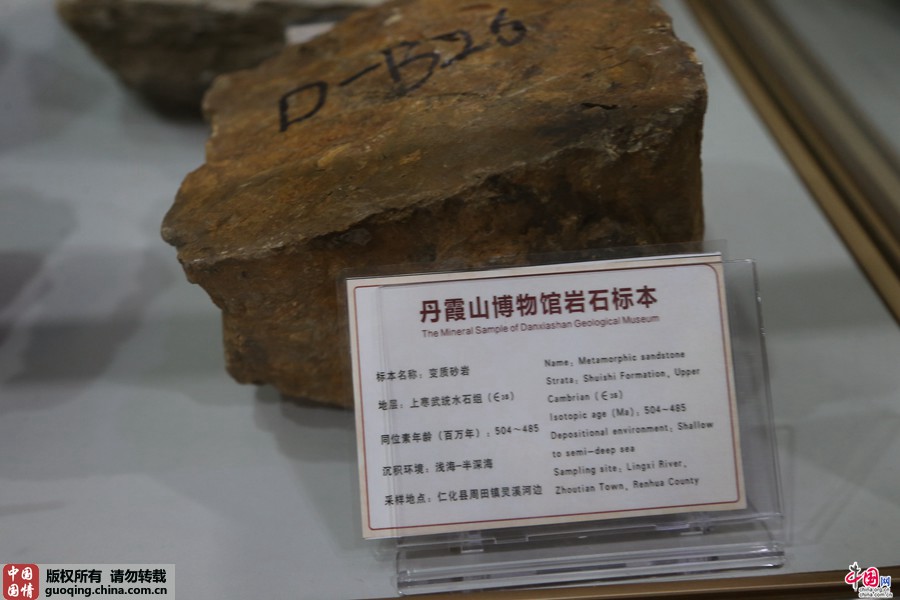 D-B26
丹霞山博物馆岩石标本
The Mineral Sample of Danxiashan Geological Museum
标本名称：变质砂岩
地层：上寒武统水石组（∈3s）
同位素年龄（百万年）：504～485
沉积环境：浅海-半深海
采样地点：仁化县周田镇灵溪河边
Name: Metamorphic sandstone
Strata: Shuishi Formation, Upper
Cambrian (∈3s)
Isotopic age (Ma): 504～485
Depositional environment: Shallow
to semi-deep sea
Sampling site: Lingxi River,
Zhoutian Town, Renhua County
中国
国情
版权所有 请勿转载
guoqing.china.com.cn
中国网